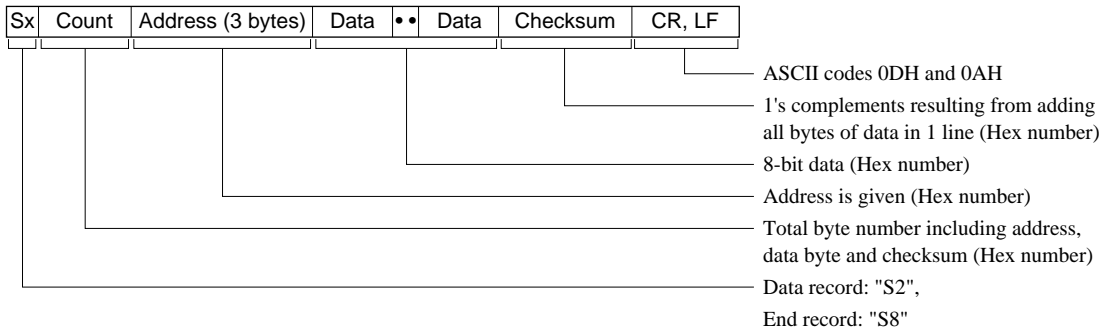 Sx Count Address (3 bytes) Data •• Data Checksum CR, LF
ASCII codes 0DH and 0AH
1's complements resulting from adding
all bytes of data in 1 line (Hex number)
8-bit data (Hex number)
Address is given (Hex number)
Total byte number including address,
data byte and checksum (Hex number)
Data record: "S2",
End record: "S8"